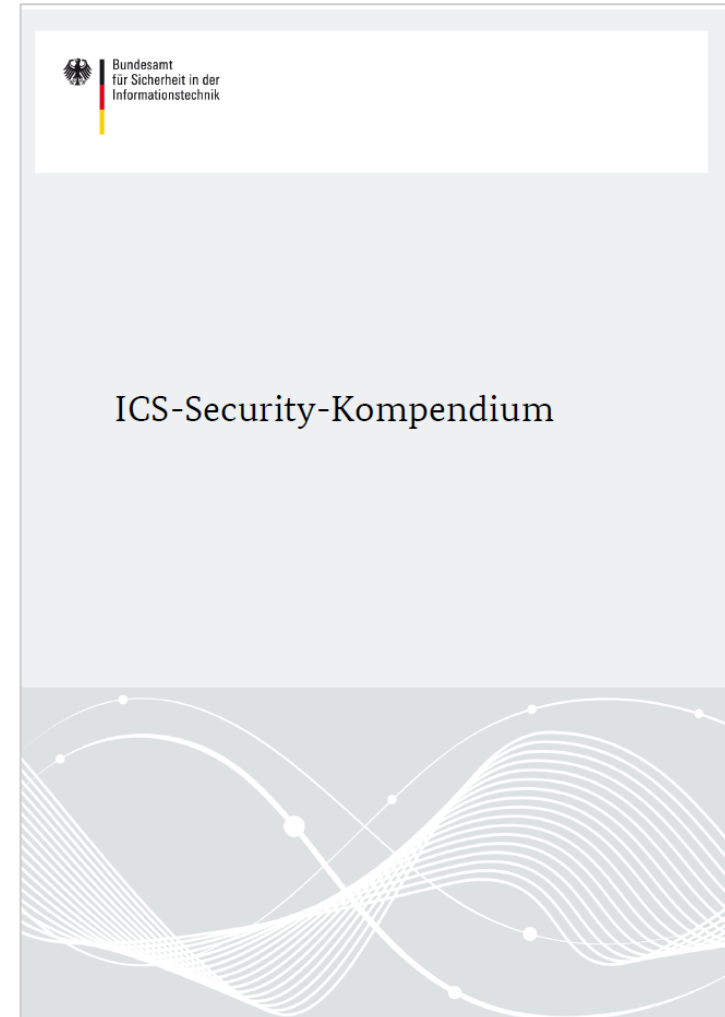 Bundesamt
für Sicherheit in der
Informationstechnik
ICS-Security-Kompendium